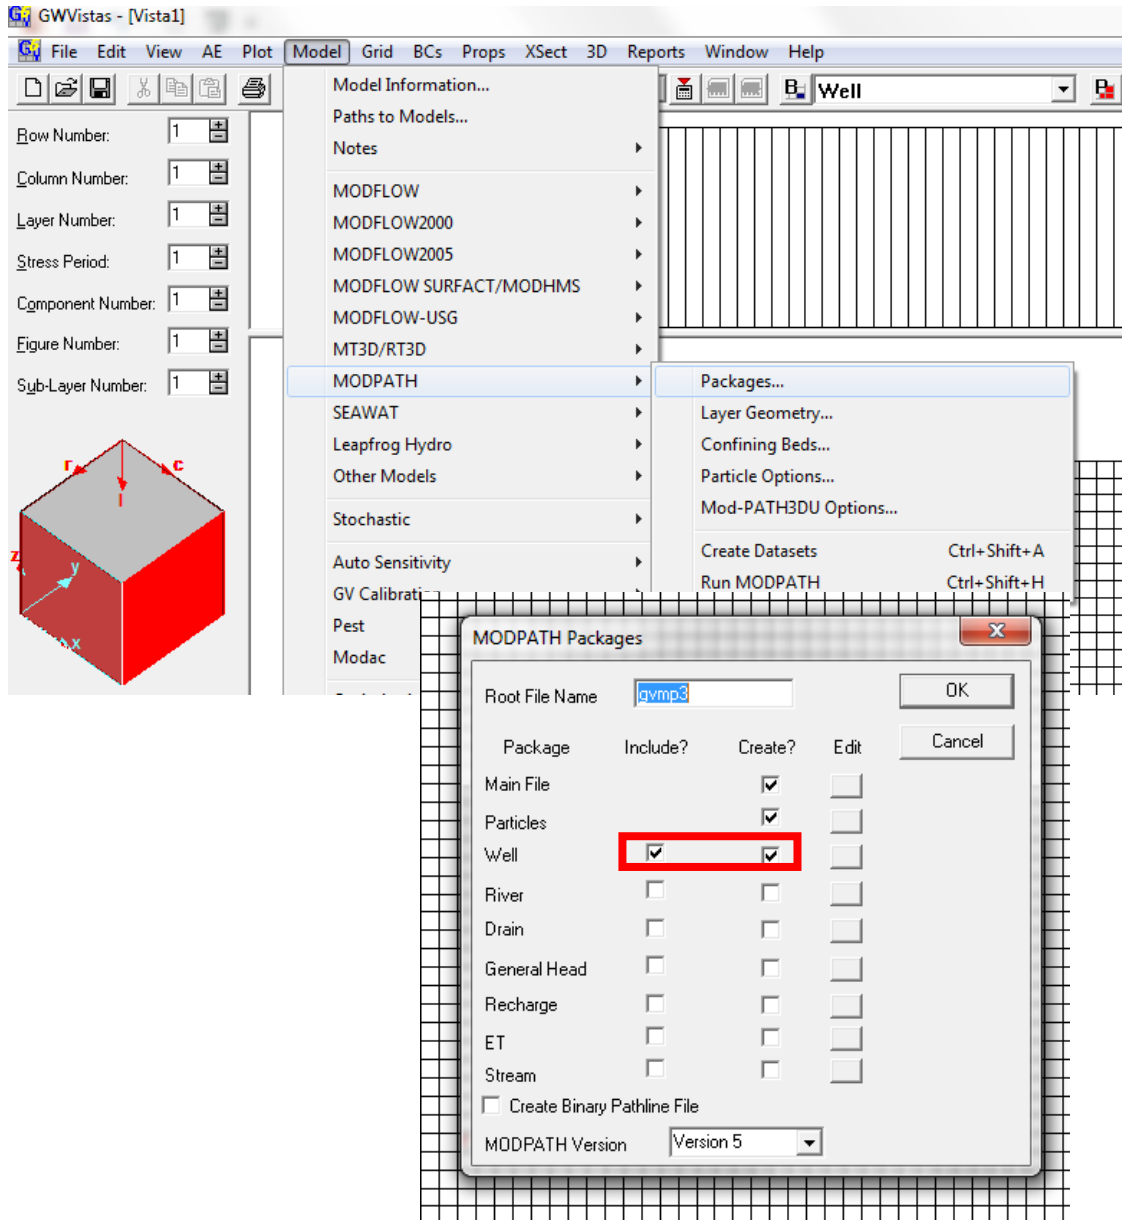 GWVistas - [Vista1]
File Edit View AE Plot Model Grid BCs Props XSect 3D Reports Window Help
Well
Row Number: 1
Column Number: 1
Layer Number: 1
Stress Period: 1
Component Number: 1
Figure Number: 1
Sub-Layer Number: 1
r c
l
z y
x
Model Information...
Paths to Models...
Notes
MODFLOW
MODFLOW2000
MODFLOW2005
MODFLOW SURFACT/MODHMS
MODFLOW-USG
MT3D/RT3D
MODPATH
SEAWAT
Leapfrog Hydro
Other Models
Stochastic
Auto Sensitivity
GV Calibration
Pest
Modac
Packages...
Layer Geometry...
Confining Beds...
Particle Options...
Mod-PATH3DU Options...
Create Datasets Ctrl+Shift+A
Run MODPATH Ctrl+Shift+H
MODPATH Packages
Root File Name gvmp3 OK
Package Include? Create? Edit Cancel
Main File
Particles
Well
River
Drain
General Head
Recharge
ET
Stream
Create Binary Pathline File
MODPATH Version Version 5